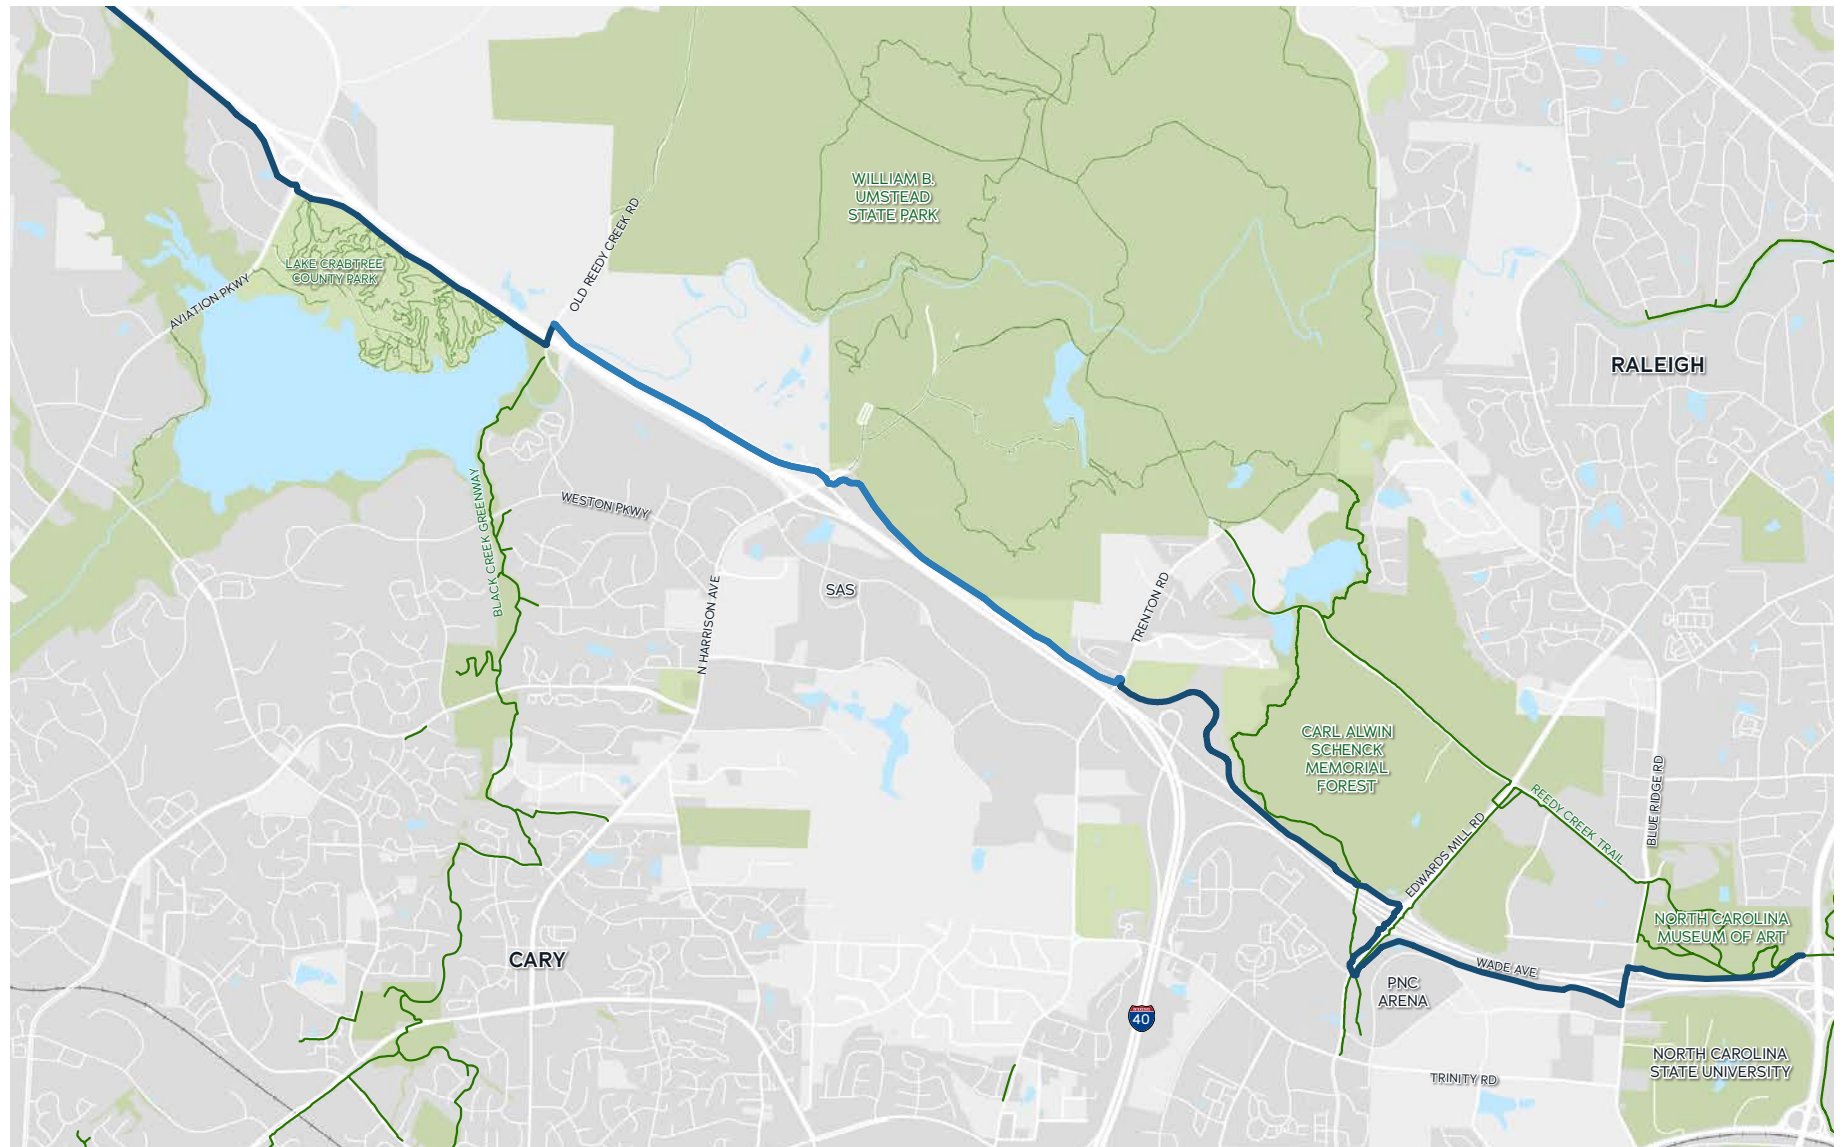 WILLIAM B.
UMSTEAD
STATE PARK
OLD REEDY CREEK RD
LAKE CRABTREE
COUNTY PARK
AVIATION PKWY
RALEIGH
BLACK CREEK GREENWAY
WESTON PKWY
N HARRISON AVE
SAS
TRENTON RD
CARL ALWIN
SCHENCK
MEMORIAL
FOREST
EDWARDS MILL RD
REEDY CREEK TRAIL
BLUE RIDGE RD
NORTH CAROLINA
MUSEUM OF ART
CARY
WADE AVE
PNC
ARENA
INTERSTATE
40
NORTH CAROLINA
STATE UNIVERSITY
TRINITY RD